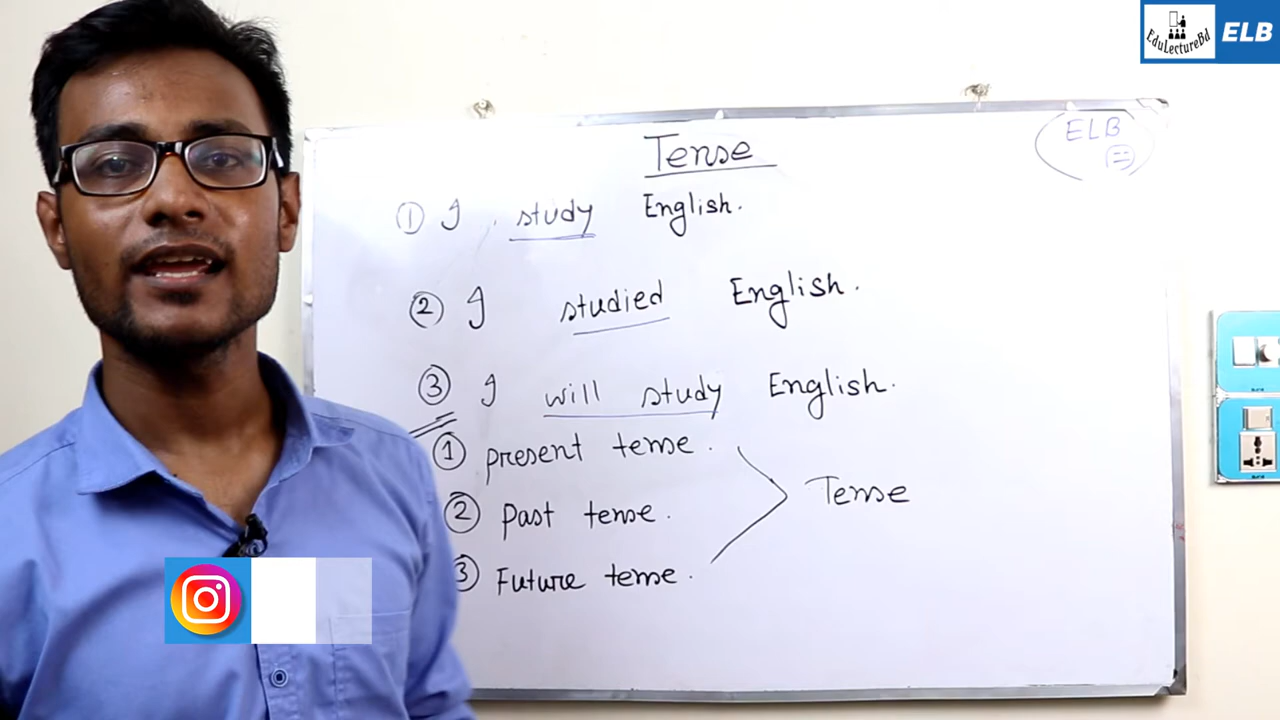 EduLectureBd ELB
ELB
Tense
① I study English.
② I studied English.
③ I will study English.
① present tense.
② past tense.
Tense
③ Future tense.